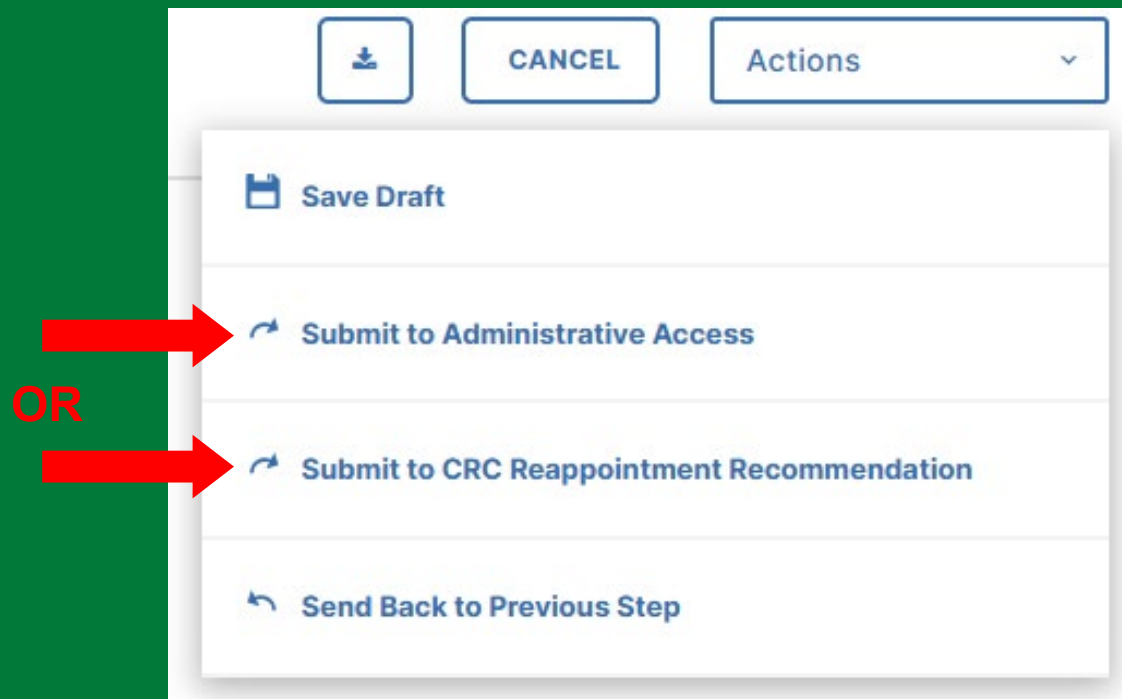 CANCEL
Actions
Save Draft
Submit to Administrative Access
OR
Submit to CRC Reappointment Recommendation
Send Back to Previous Step